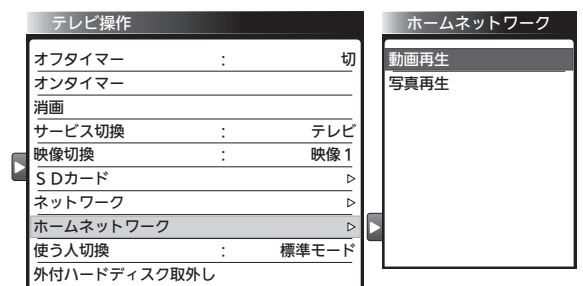 テレビ操作
オフタイマー : 切
オンタイマー
消画
サービス切換 : テレビ
映像切換 : 映像1
SDカード ▷
ネットワーク ▷
ホームネットワーク ▷
使う人切換 : 標準モード
外付ハードディスク取外し
ホームネットワーク
動画再生
写真再生